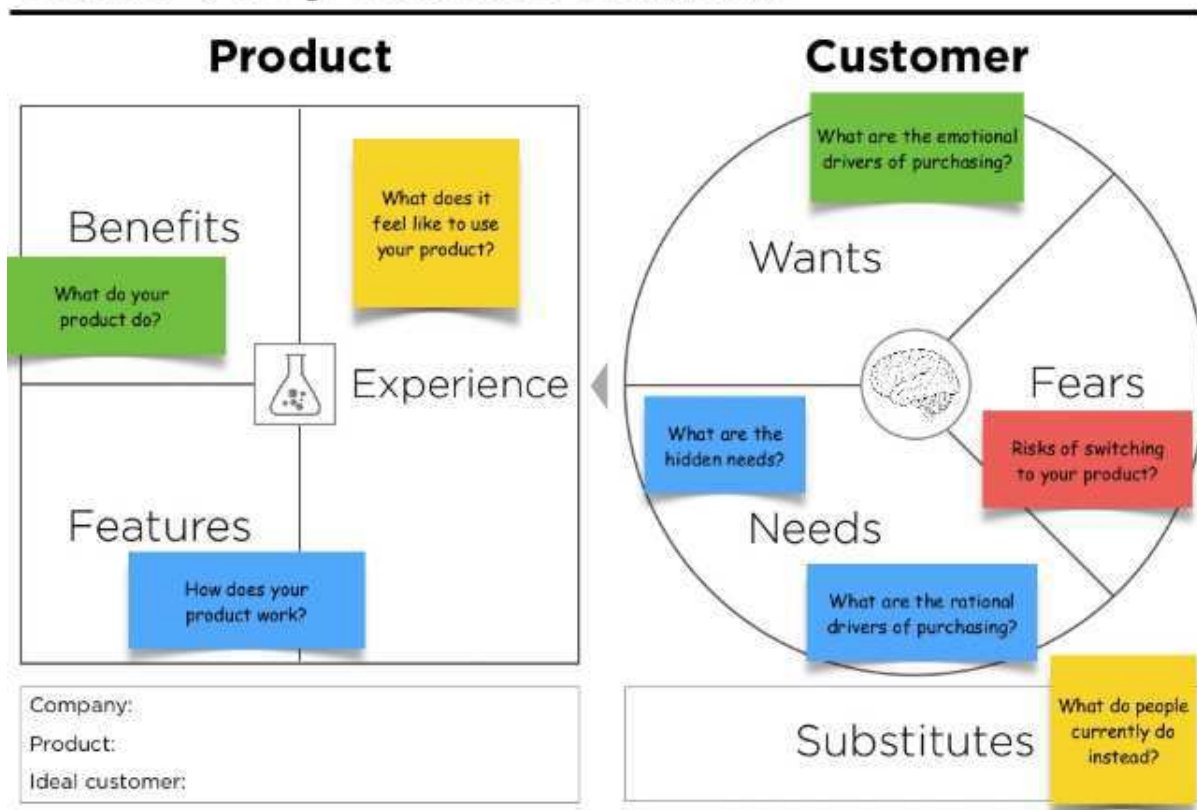 Product
Customer
Benefits
What do your
product do?
What does it
feel like to use
your product?
Experience
Features
How does your
product work?
Company:
Product:
Ideal customer:
What are the emotional
drivers of purchasing?
Wants
Fears
Risks of switching
to your product?
What are the
hidden needs?
Needs
What are the rational
drivers of purchasing?
Substitutes
What do people
currently do
instead?